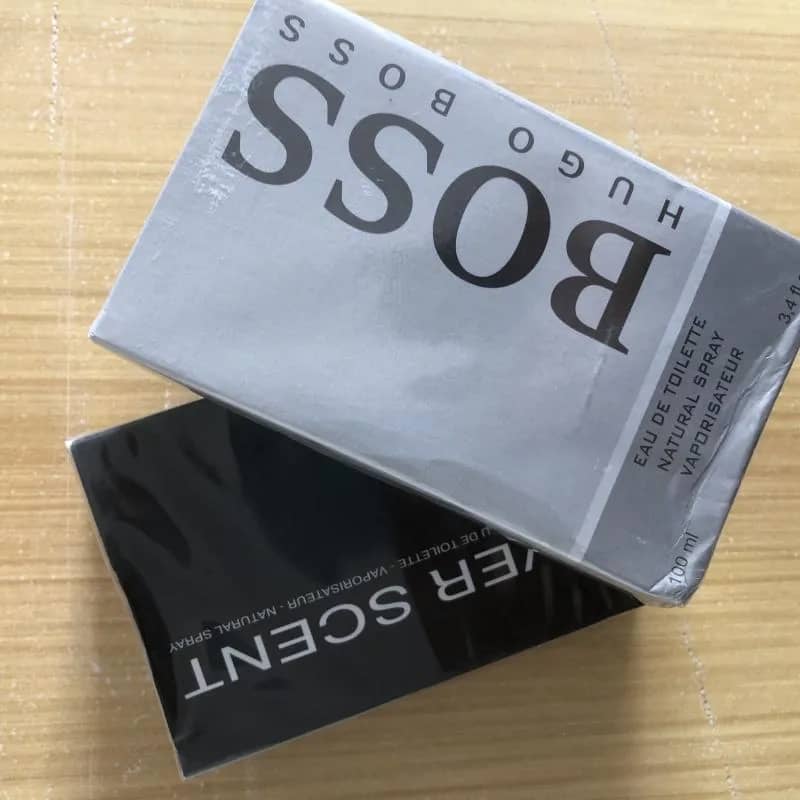 BOSS
HUGO BOSS
EAU DE TOILETTE
NATURAL SPRAY
VAPORISATEUR
100 ml
3,4 fl
VER SCENT
DE TOILETTE - VAPORISATEUR - NATURAL SPRAY